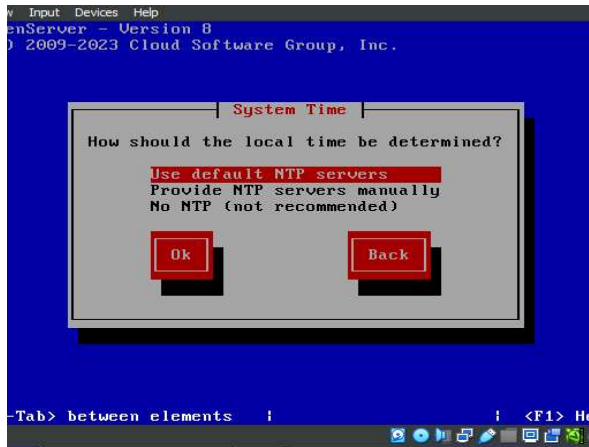 w Input Devices Help
enServer - Version 8
) 2009-2023 Cloud Software Group, Inc.
System Time
How should the local time be determined?
Use default NTP servers
Provide NTP servers manually
No NTP (not recommended)
Ok Back
-Tab> between elements | | <F1> He